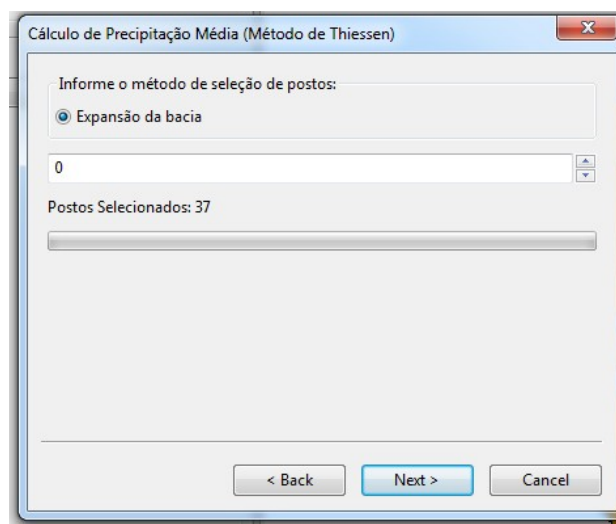 Cálculo de Precipitação Média (Método de Thiessen)
Informe o método de seleção de postos:
Expansão da bacia
0
Postos Selecionados: 37
< Back Next > Cancel